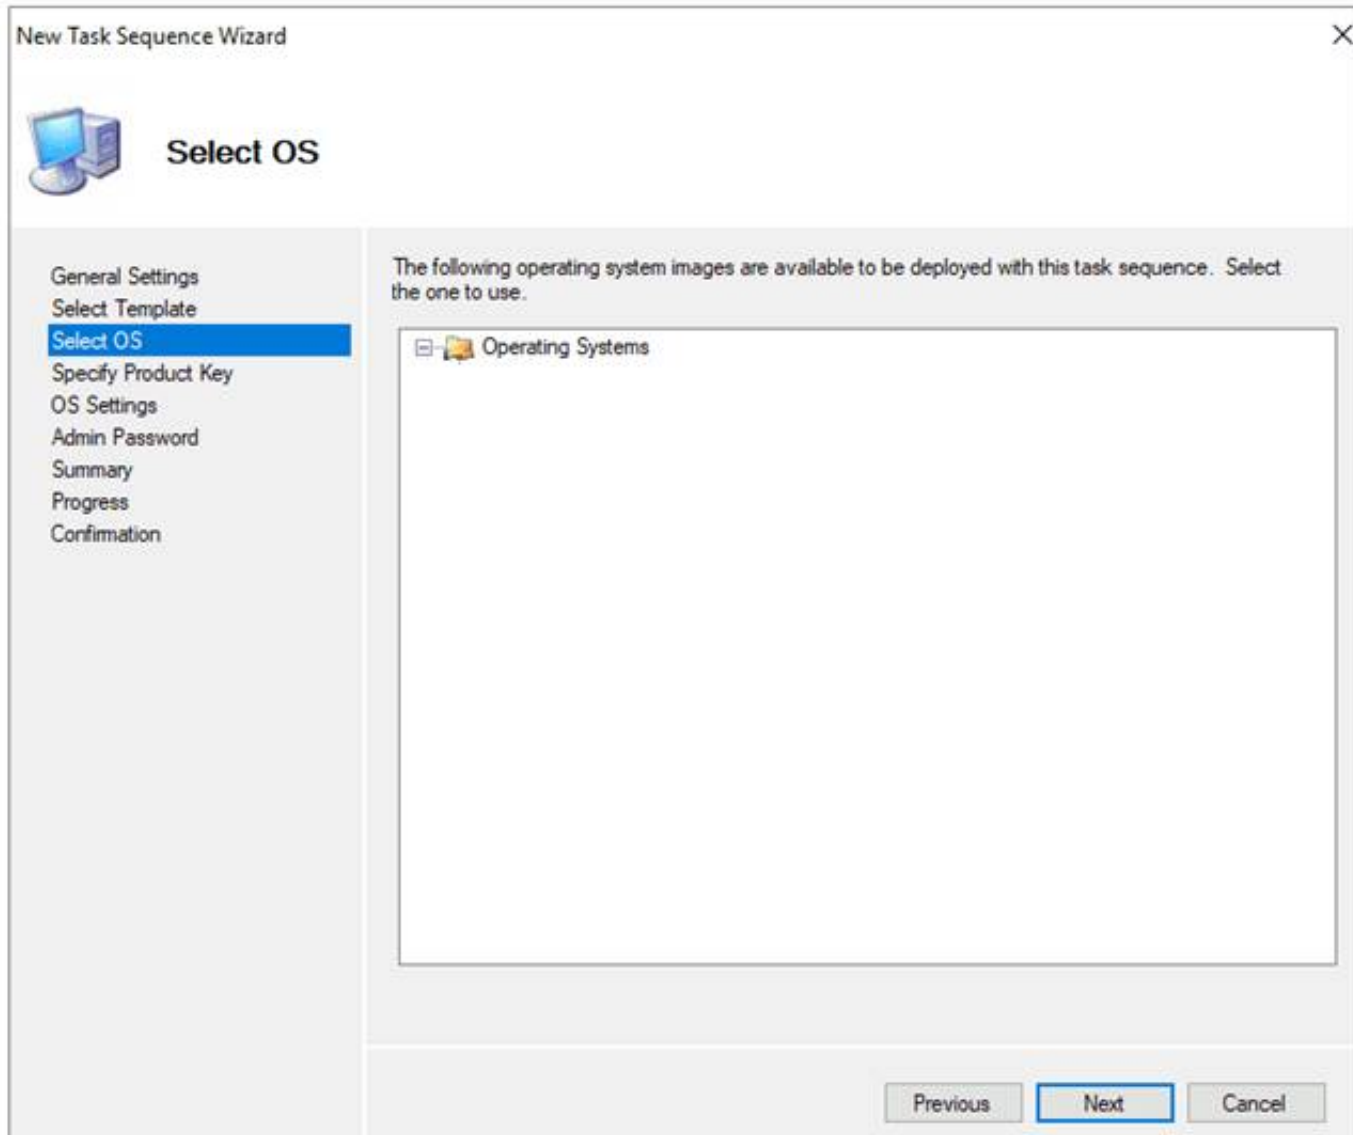 New Task Sequence Wizard
Select OS
General Settings
Select Template
Select OS
Specify Product Key
OS Settings
Admin Password
Summary
Progress
Confirmation
The following operating system images are available to be deployed with this task sequence. Select
the one to use.
Operating Systems
Previous
Next
Cancel